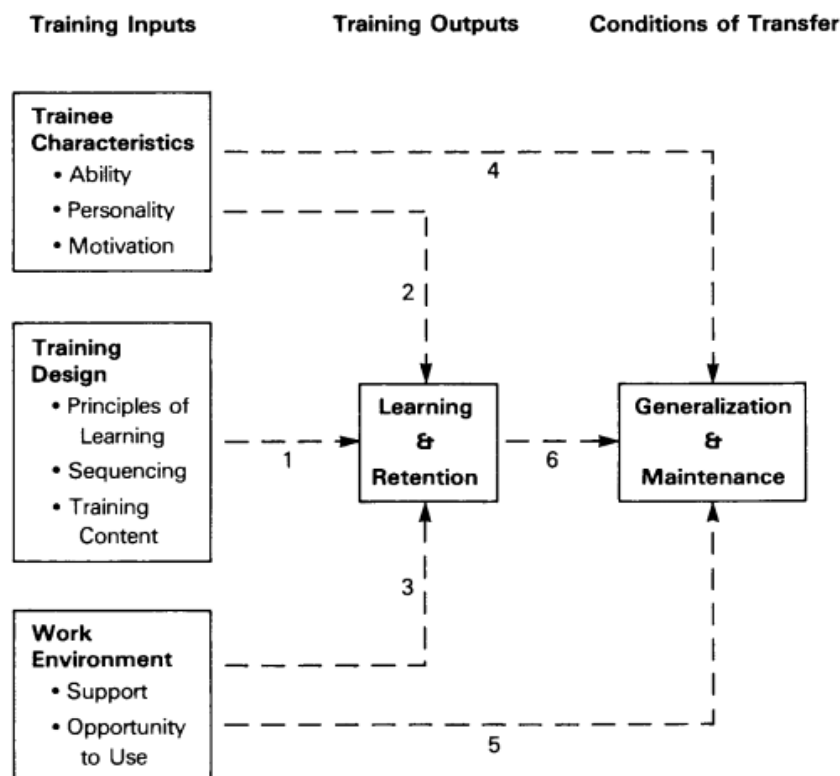 Training Inputs
Training Outputs
Conditions of Transfer
Trainee
Characteristics
• Ability
• Personality
• Motivation
4
2
Training
Design
• Principles of
Learning
• Sequencing
• Training
Content
1
Learning
&
Retention
6
Generalization
&
Maintenance
3
Work
Environment
• Support
• Opportunity
to Use
5